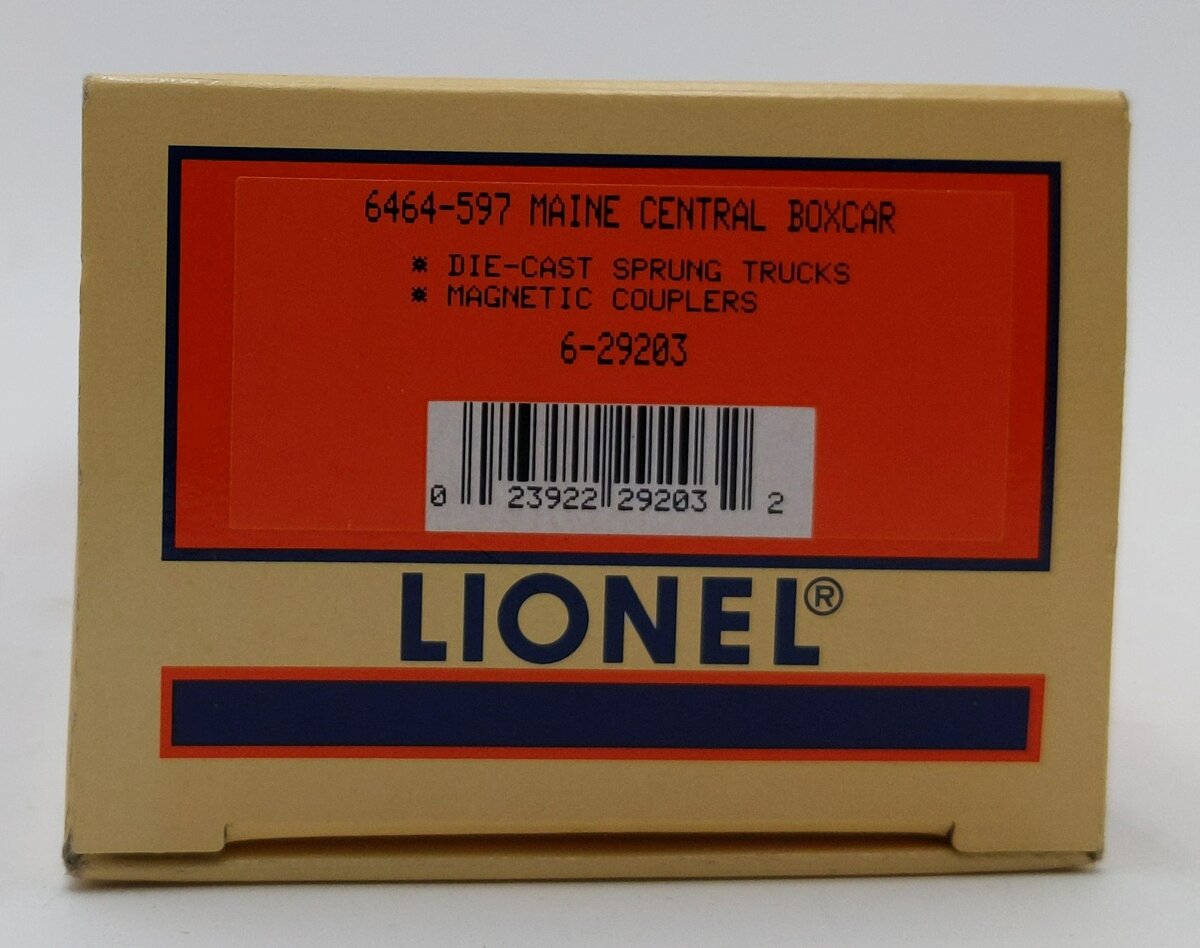 6464-597 MAINE CENTRAL BOXCAR
* DIE-CAST SPRUNG TRUCKS
* MAGNETIC COUPLERS
6-29203
0 23922 29203 2
LIONEL®